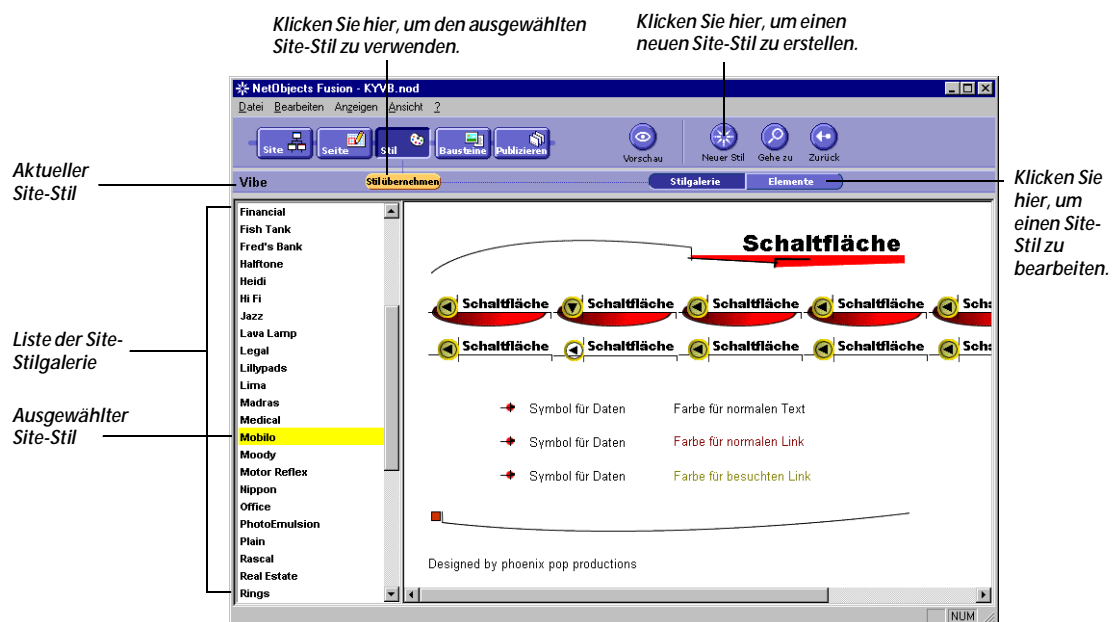 Klicken Sie hier, um den ausgewählten
Site-Stil zu verwenden.
Klicken Sie hier, um einen
neuen Site-Stil zu erstellen.
NetObjects Fusion - KYVB.nod
Datei Bearbeiten Anzeigen Ansicht ?
Site Seite Stil Bausteine Publizieren
Vorschau Neuer Stil Gehe zu Zurück
Aktueller
Site-Stil
Vibe Stil übernehmen Stilgalerie Elemente
Klicken Sie
hier, um
einen Site-
Stil zu
bearbeiten.
Liste der Site-
Stilgalerie
Ausgewählter
Site-Stil
Financial
Fish Tank
Fred's Bank
Halftone
Heidi
Hi Fi
Jazz
Lava Lamp
Legal
Lillypads
Lima
Madras
Medical
Mobilo
Moody
Motor Reflex
Nippon
Office
PhotoEmulsion
Plain
Rascal
Real Estate
Rings
Schaltfläche
Schaltfläche Schaltfläche Schaltfläche Schaltfläche Scha
Schaltfläche Schaltfläche Schaltfläche Schaltfläche Scha
Symbol für Daten Farbe für normalen Text
Symbol für Daten Farbe für normalen Link
Symbol für Daten Farbe für besuchten Link
Designed by phoenix pop productions
NUM